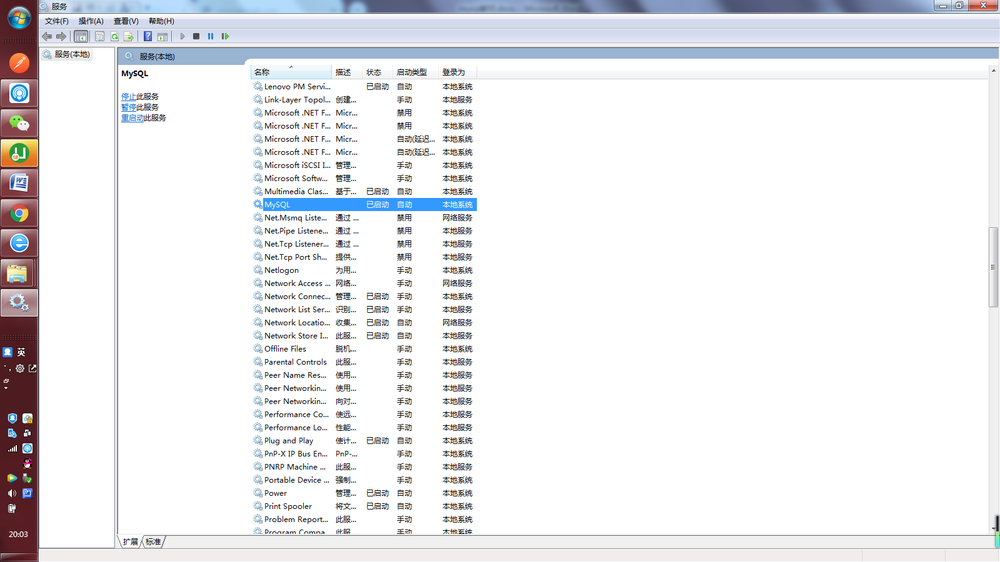 服务
文件(F) 操作(A) 查看(V) 帮助(H)
服务(本地)
服务(本地)
MySQL
停止此服务
暂停此服务
重启动此服务
名称 描述 状态 启动类型 登录为
Lenovo PM Servi... 已启动 自动 本地系统
Link-Layer Topol... 创建... 手动 本地服务
Microsoft .NET F... Micr... 禁用 本地系统
Microsoft .NET F... Micr... 禁用 本地系统
Microsoft .NET F... Micr... 自动(延迟... 本地系统
Microsoft .NET F... Micr... 自动(延迟... 本地系统
Microsoft iSCSI I... 管理... 手动 本地系统
Microsoft Softw... 管理... 手动 本地系统
Multimedia Clas... 基于... 已启动 自动 本地系统
MySQL 已启动 自动 本地系统
Net.Msmq Liste... 通过 ... 禁用 网络服务
Net.Pipe Listene... 通过 ... 禁用 本地服务
Net.Tcp Listener... 通过 ... 禁用 本地服务
Net.Tcp Port Sh... 提供... 禁用 本地服务
Netlogon 为用... 手动 本地系统
Network Access ... 网络... 手动 网络服务
Network Connec... 管理... 已启动 手动 本地系统
Network List Ser... 识别... 已启动 手动 本地服务
Network Locatio... 收集... 已启动 自动 网络服务
Network Store I... 此服... 已启动 自动 本地服务
Offline Files 脱机... 手动 本地系统
Parental Controls 此服... 手动 本地服务
Peer Name Res... 使用... 手动 本地服务
Peer Networkin... 使用... 手动 本地服务
Peer Networkin... 向对... 手动 本地服务
Performance Co... 使远... 手动 本地服务
Performance Lo... 性能... 手动 本地服务
Plug and Play 使计... 已启动 自动 本地系统
PnP-X IP Bus En... PnP-... 手动 本地系统
PNRP Machine ... 此服... 手动 本地服务
Portable Device ... 强制... 手动 本地系统
Power 管理... 已启动 自动 本地系统
Print Spooler 将文... 已启动 自动 本地系统
Problem Report... 此服... 手动 本地系统
Program Compa... 此服... 手动 本地系统
扩展 标准
18
英
20:03